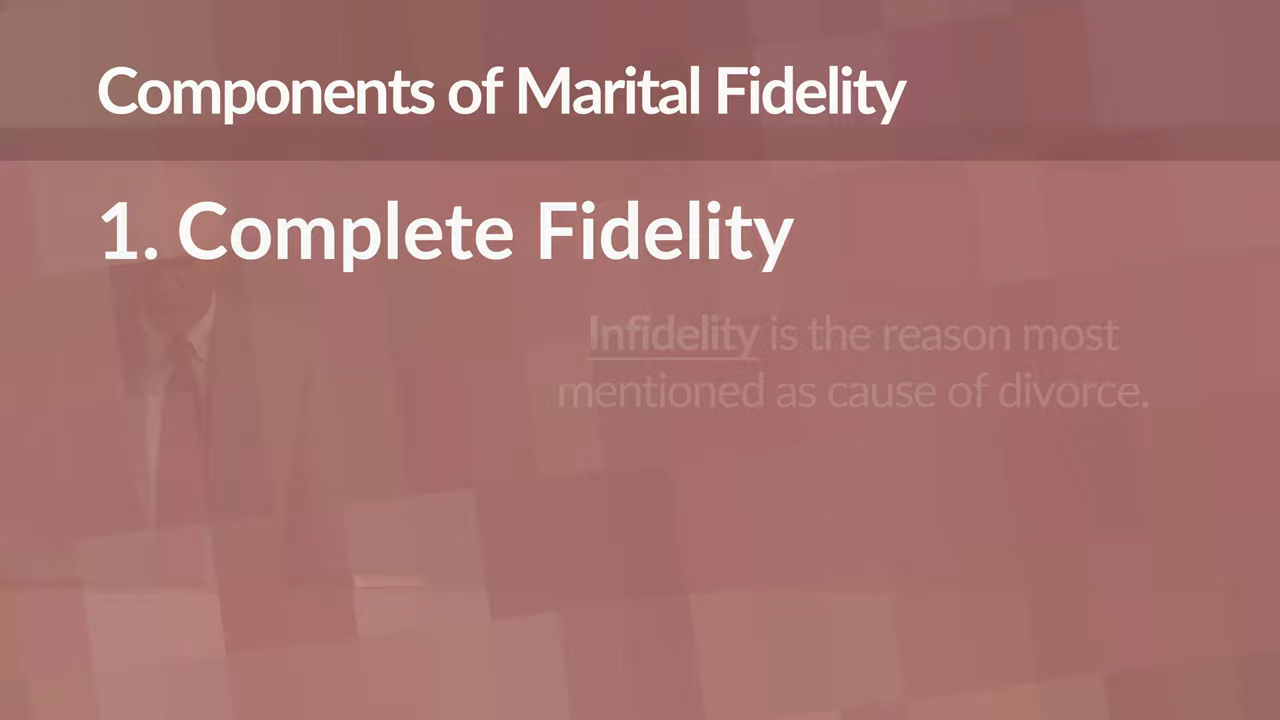 Components of Marital Fidelity
1. Complete Fidelity
Infidelity is the reason most
mentioned as cause of divorce.